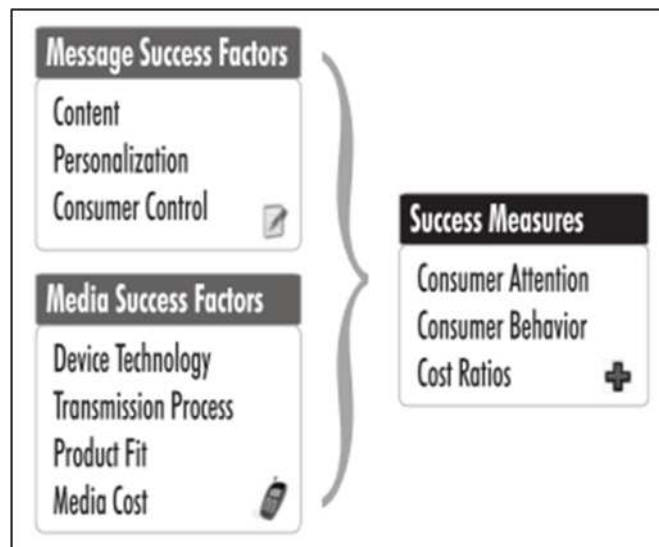 Message Success Factors
Content
Personalization
Consumer Control
Media Success Factors
Device Technology
Transmission Process
Product Fit
Media Cost
Success Measures
Consumer Attention
Consumer Behavior
Cost Ratios